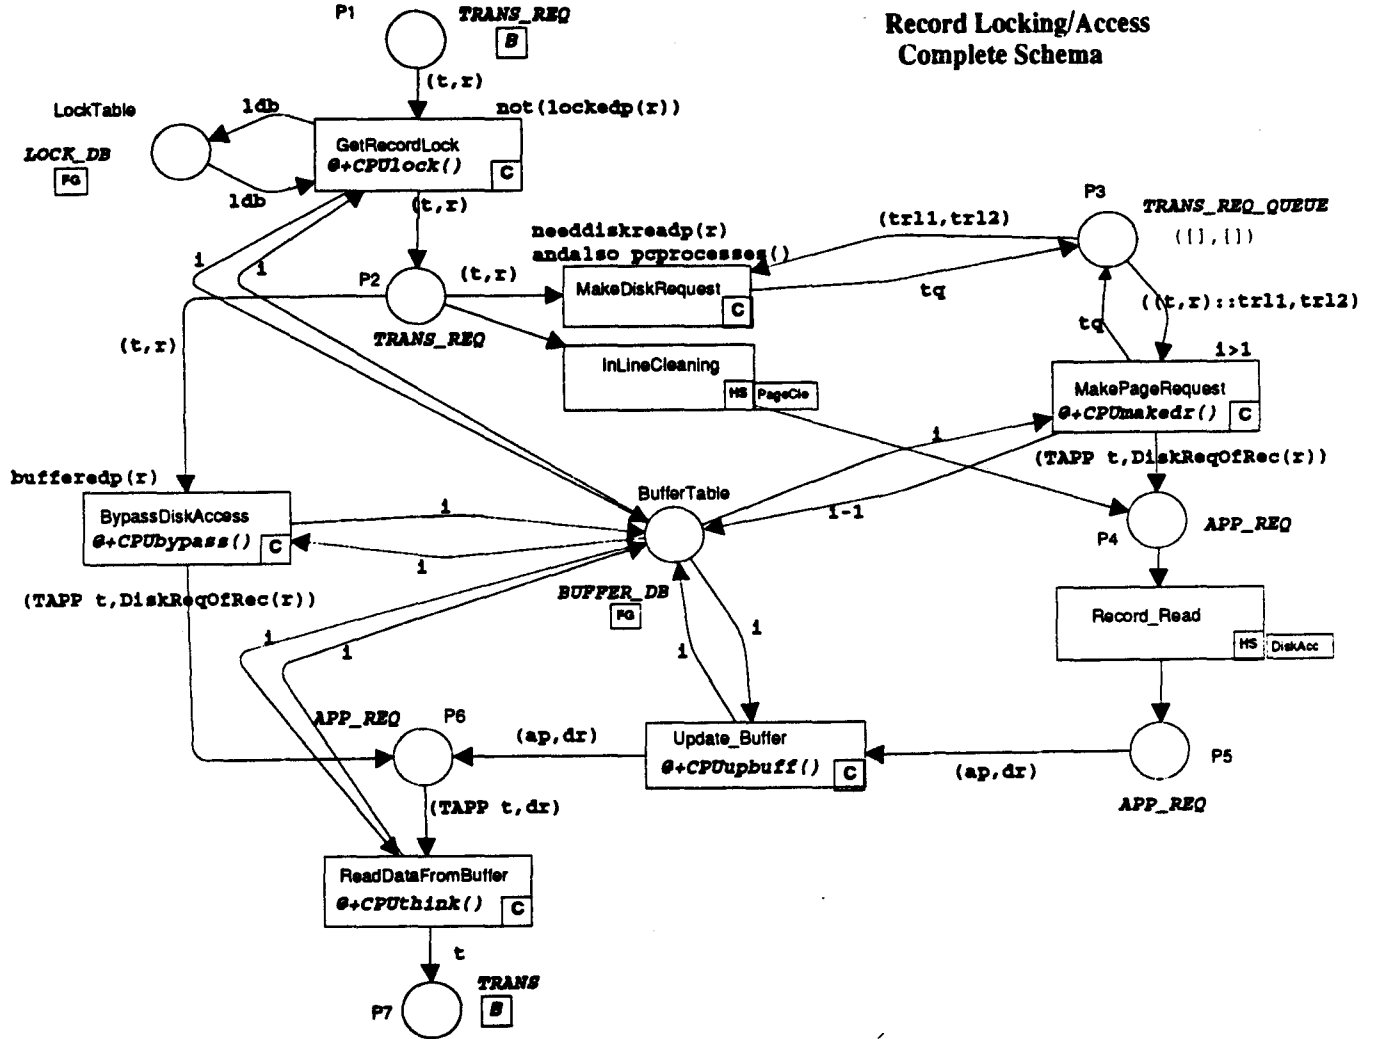 Record Locking/Access
Complete Schema
P1
TRANS_REQ
B
(t,r)
not(lockedp(r))
LockTable
ldb
LOCK_DB
FG
ldb
GetRecordLock
@+CPUlock()
C
(t,r)
P3
TRANS_REQ_QUEUE
([],[])
(trl1,trl2)
needdiskreadp(r)
andalso pcprocesses()
i
i
P2
(t,r)
MakeDiskRequest
C
tq
((t,r)::trl1,trl2)
tq
TRANS_REQ
(t,r)
InLineCleaning
HS
PageCle
i>1
MakePageRequest
@+CPUmakedr()
C
i
(TAPP t,DiskReqOfRec(r))
bufferedp(r)
BypassDiskAccess
@+CPUbypass()
C
i
i
BufferTable
i-1
P4
APP_REQ
(TAPP t,DiskReqOfRec(r))
BUFFER_DB
FG
Record_Read
HS
DiskAcc
i
i
i
i
APP_REQ
P6
(ap,dr)
Update_Buffer
@+CPUupbuff()
C
(ap,dr)
P5
APP_REQ
(TAPP t,dr)
ReadDataFromBuffer
@+CPUthink()
C
t
P7
TRANS
B